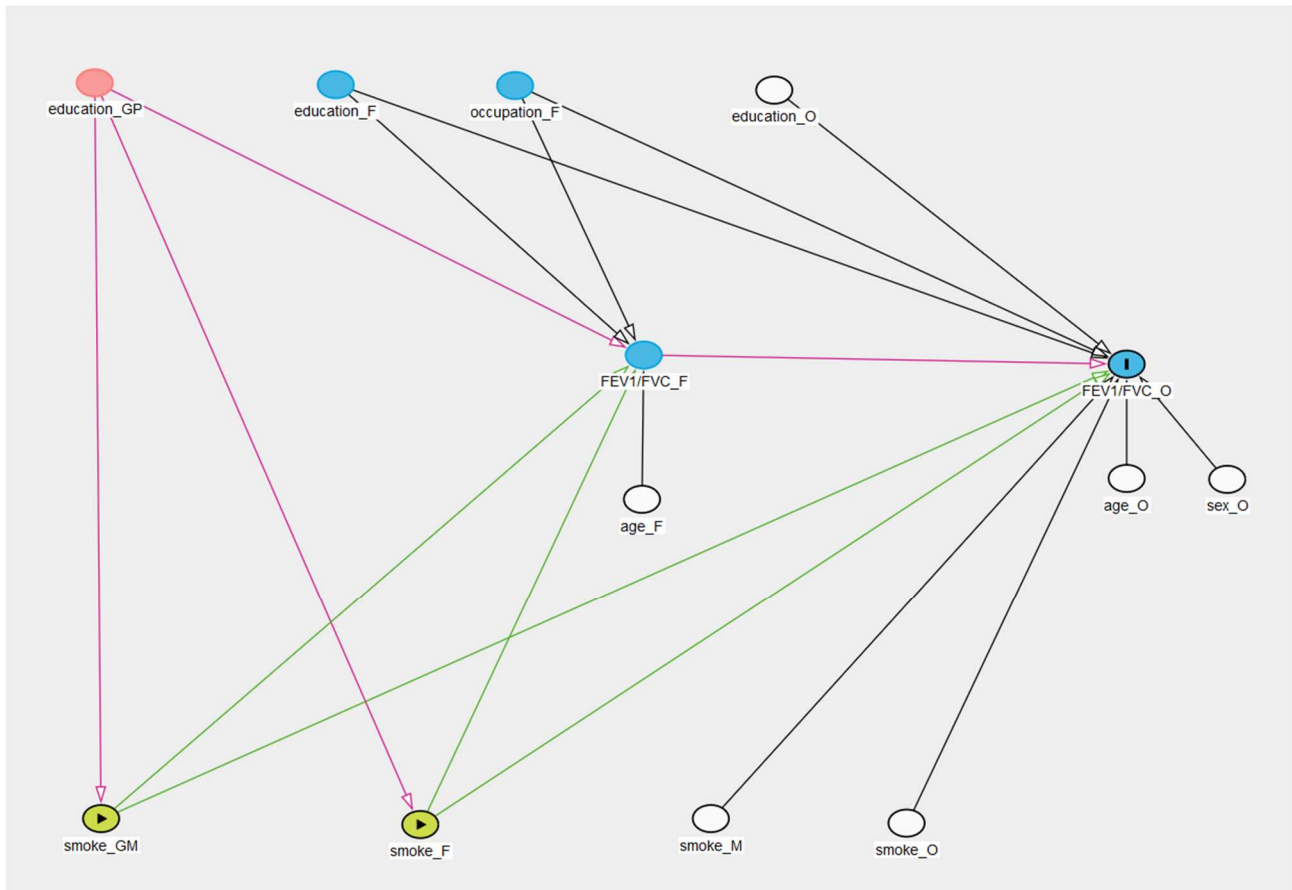 education_GP
education_F
occupation_F
education_O
FEV1/FVC_F
FEV1/FVC_O
age_F
age_O
sex_O
smoke_GM
smoke_F
smoke_M
smoke_O